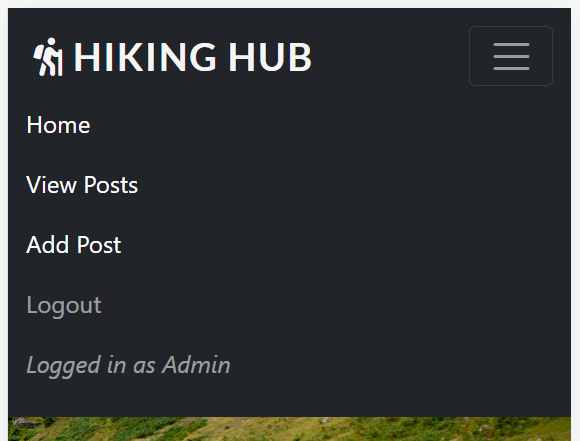 HIKING HUB
Home
View Posts
Add Post
Logout
Logged in as Admin